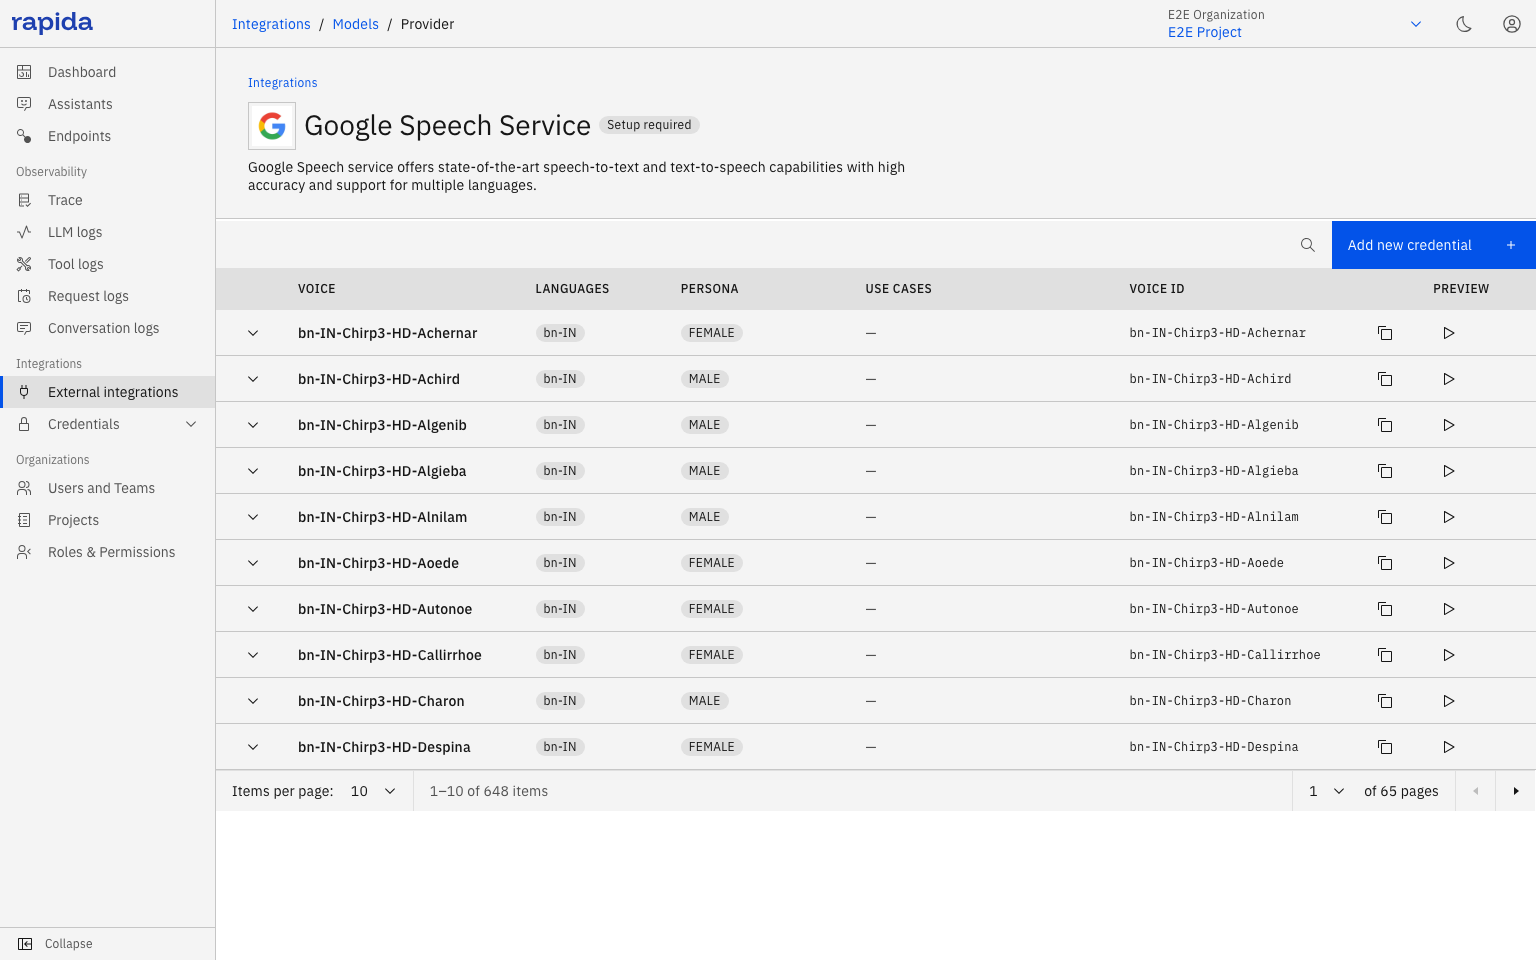 rapida
Integrations / Models / Provider
E2E Organization
E2E Project
Dashboard
Assistants
Endpoints
Observability
Trace
LLM logs
Tool logs
Request logs
Conversation logs
Integrations
External integrations
Credentials
Organizations
Users and Teams
Projects
Roles & Permissions
Collapse
Integrations
Google Speech Service Setup required
Google Speech service offers state-of-the-art speech-to-text and text-to-speech capabilities with high
accuracy and support for multiple languages.
Add new credential +
VOICE LANGUAGES PERSONA USE CASES VOICE ID PREVIEW
bn-IN-Chirp3-HD-Achernar bn-IN FEMALE — bn-IN-Chirp3-HD-Achernar
bn-IN-Chirp3-HD-Achird bn-IN MALE — bn-IN-Chirp3-HD-Achird
bn-IN-Chirp3-HD-Algenib bn-IN MALE — bn-IN-Chirp3-HD-Algenib
bn-IN-Chirp3-HD-Algieba bn-IN MALE — bn-IN-Chirp3-HD-Algieba
bn-IN-Chirp3-HD-Alnilam bn-IN MALE — bn-IN-Chirp3-HD-Alnilam
bn-IN-Chirp3-HD-Aoede bn-IN FEMALE — bn-IN-Chirp3-HD-Aoede
bn-IN-Chirp3-HD-Autonoe bn-IN FEMALE — bn-IN-Chirp3-HD-Autonoe
bn-IN-Chirp3-HD-Callirrhoe bn-IN FEMALE — bn-IN-Chirp3-HD-Callirrhoe
bn-IN-Chirp3-HD-Charon bn-IN MALE — bn-IN-Chirp3-HD-Charon
bn-IN-Chirp3-HD-Despina bn-IN FEMALE — bn-IN-Chirp3-HD-Despina
Items per page: 10 1–10 of 648 items 1 of 65 pages